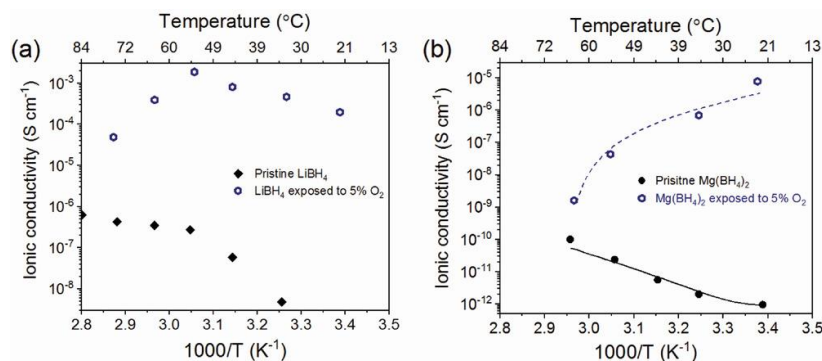 Temperature (°C)
84 72 60 49 39 30 21 13
(a)
Ionic conductivity (S cm⁻¹)
10⁻³
10⁻⁴
10⁻⁵
10⁻⁶
10⁻⁷
10⁻⁸
Pristine LiBH₄
LiBH₄ exposed to 5% O₂
2.8 2.9 3.0 3.1 3.2 3.3 3.4 3.5
1000/T (K⁻¹)
Temperature (°C)
84 72 60 49 39 30 21 13
(b)
Ionic conductivity (S cm⁻¹)
10⁻⁵
10⁻⁶
10⁻⁷
10⁻⁸
10⁻⁹
10⁻¹⁰
10⁻¹¹
10⁻¹²
Prisitne Mg(BH₄)₂
Mg(BH₄)₂ exposed to 5% O₂
2.8 2.9 3.0 3.1 3.2 3.3 3.4 3.5
1000/T (K⁻¹)